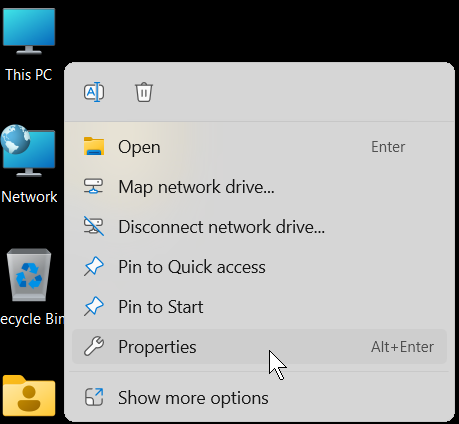 This PC
Network
ecycle Bin
Open Enter
Map network drive...
Disconnect network drive...
Pin to Quick access
Pin to Start
Properties Alt+Enter
Show more options